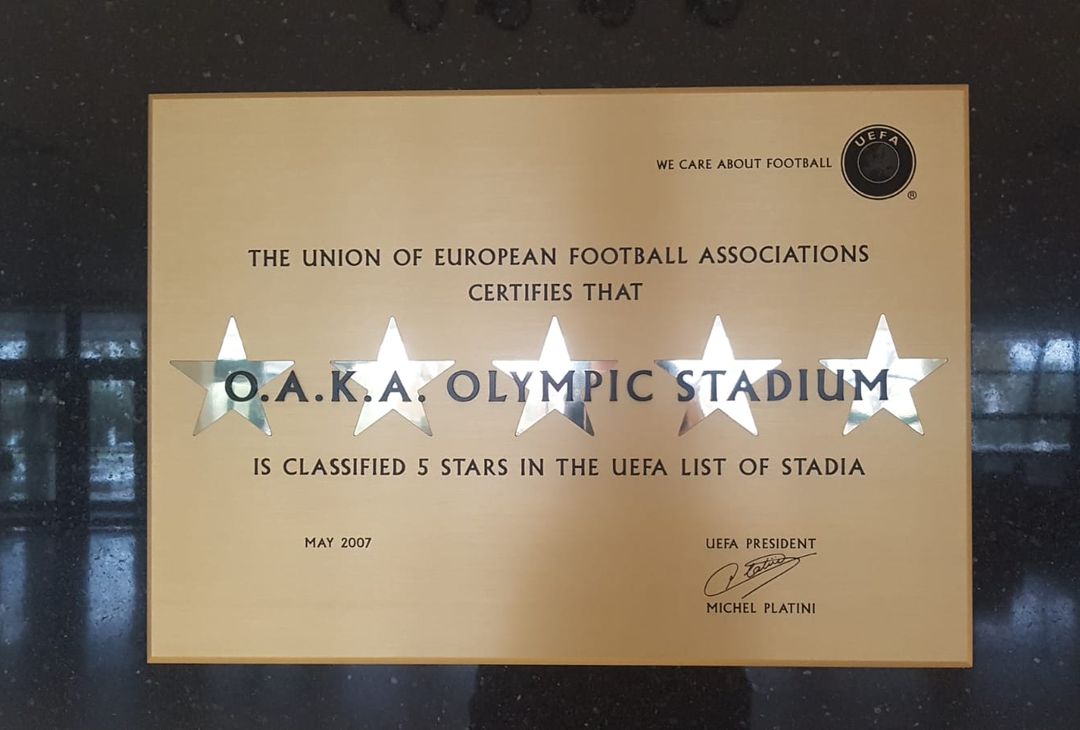 WE CARE ABOUT FOOTBALL
UEFA
®
THE UNION OF EUROPEAN FOOTBALL ASSOCIATIONS
CERTIFIES THAT
O.A.K.A. OLYMPIC STADIUM
IS CLASSIFIED 5 STARS IN THE UEFA LIST OF STADIA
MAY 2007
UEFA PRESIDENT
Platini
MICHEL PLATINI